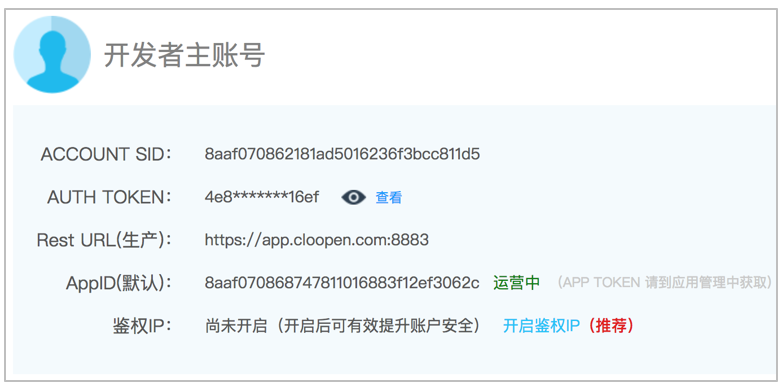 开发者主账号
ACCOUNT SID： 8aaf070862181ad5016236f3bcc811d5
AUTH TOKEN： 4e8*******16ef 查看
Rest URL(生产)： https://app.cloopen.com:8883
AppID(默认)： 8aaf070868747811016883f12ef3062c 运营中 （APP TOKEN 请到应用管理中获取）
鉴权IP： 尚未开启（开启后可有效提升账户安全） 开启鉴权IP（推荐）